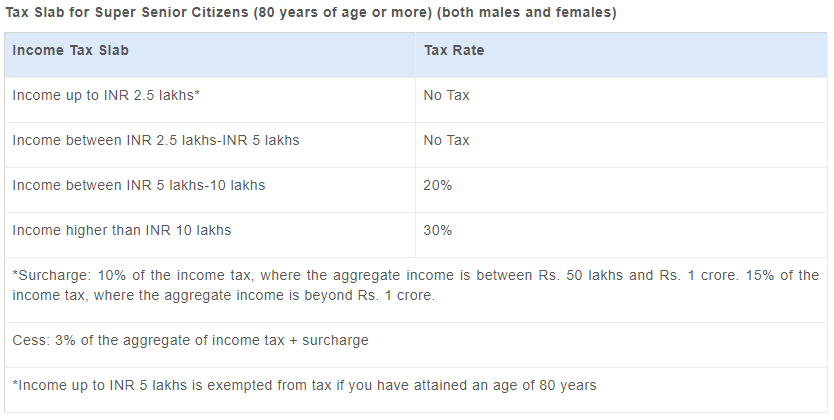 Tax Slab for Super Senior Citizens (80 years of age or more) (both males and females)
Income Tax Slab Tax Rate
Income up to INR 2.5 lakhs* No Tax
Income between INR 2.5 lakhs-INR 5 lakhs No Tax
Income between INR 5 lakhs-10 lakhs 20%
Income higher than INR 10 lakhs 30%
*Surcharge: 10% of the income tax, where the aggregate income is between Rs. 50 lakhs and Rs. 1 crore. 15% of the
income tax, where the aggregate income is beyond Rs. 1 crore.
Cess: 3% of the aggregate of income tax + surcharge
*Income up to INR 5 lakhs is exempted from tax if you have attained an age of 80 years